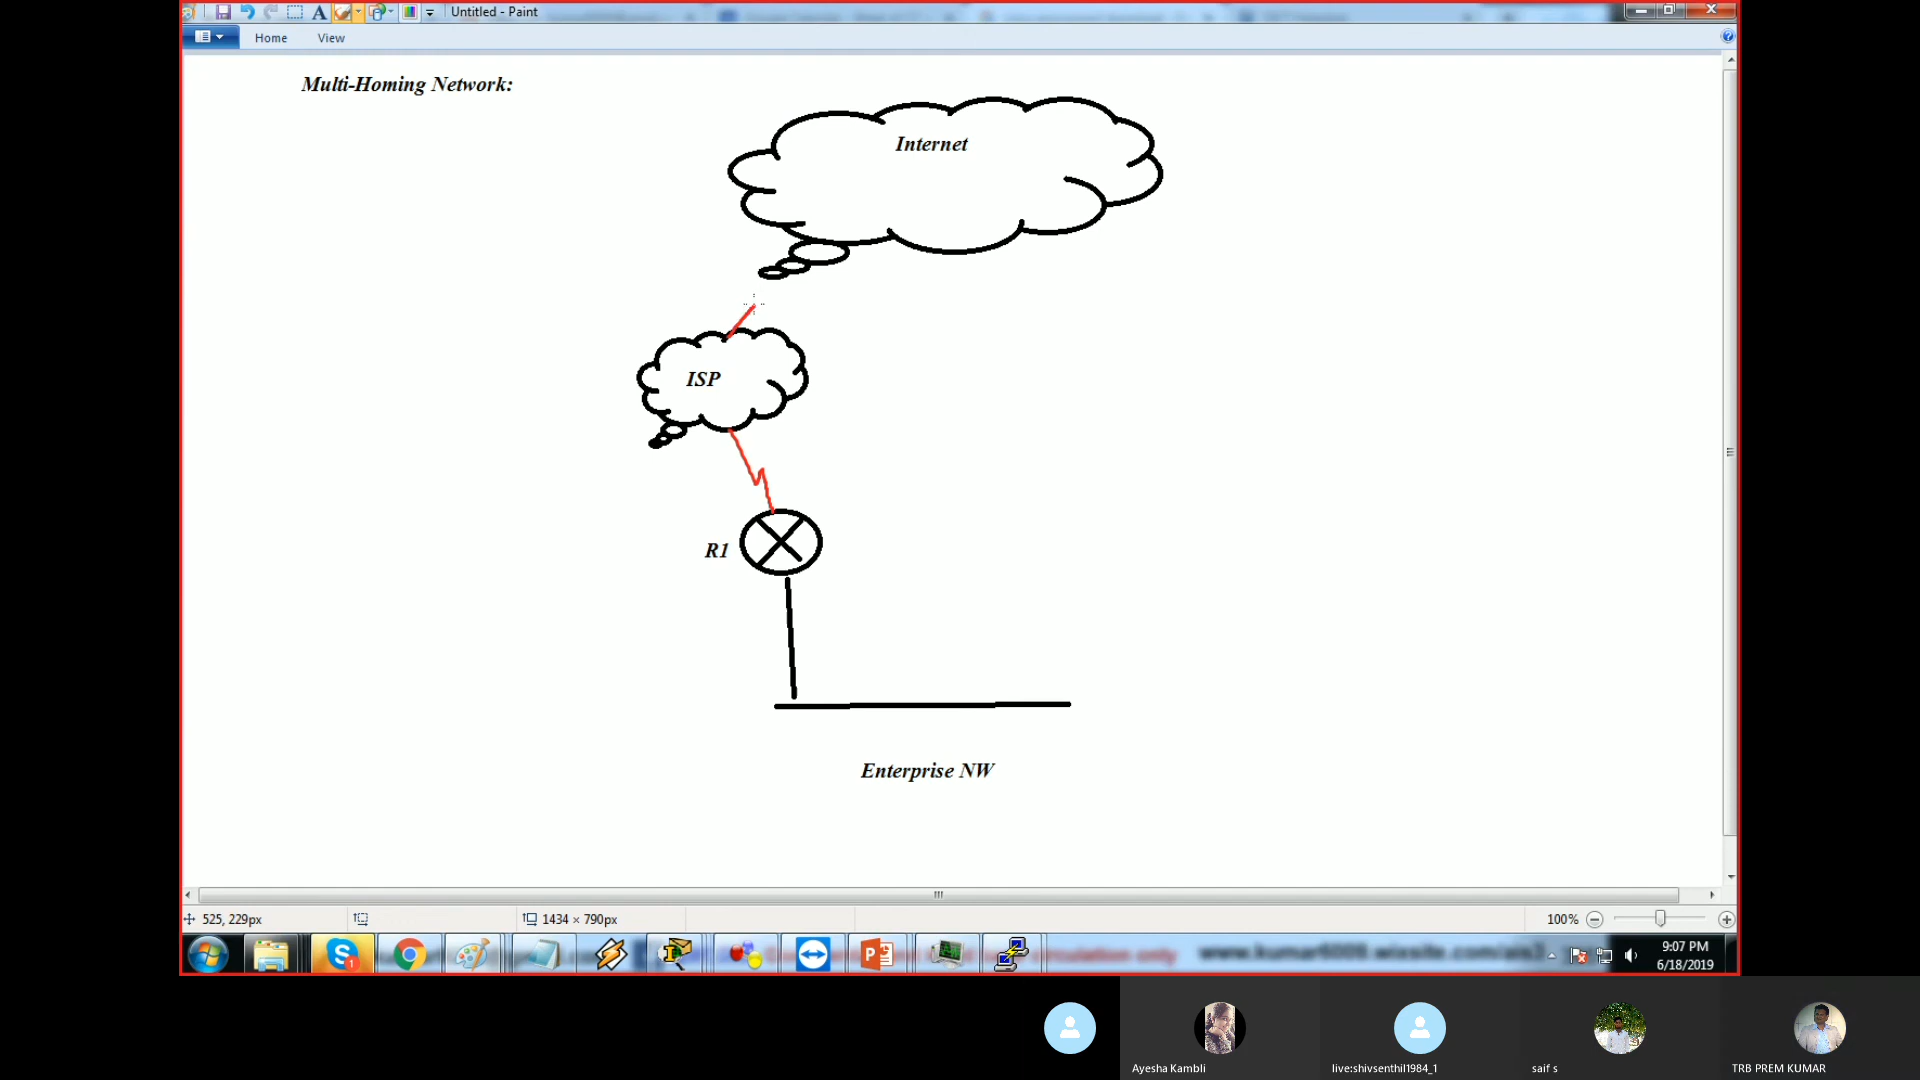 Untitled - Paint
Home View
Multi-Homing Network:
Internet
ISP
R1
Enterprise NW
525, 229px
1434 × 790px
100%
9:07 PM
6/18/2019
Ayesha Kambli
live:shivsenthil1984_1
saif s
TRB PREM KUMAR